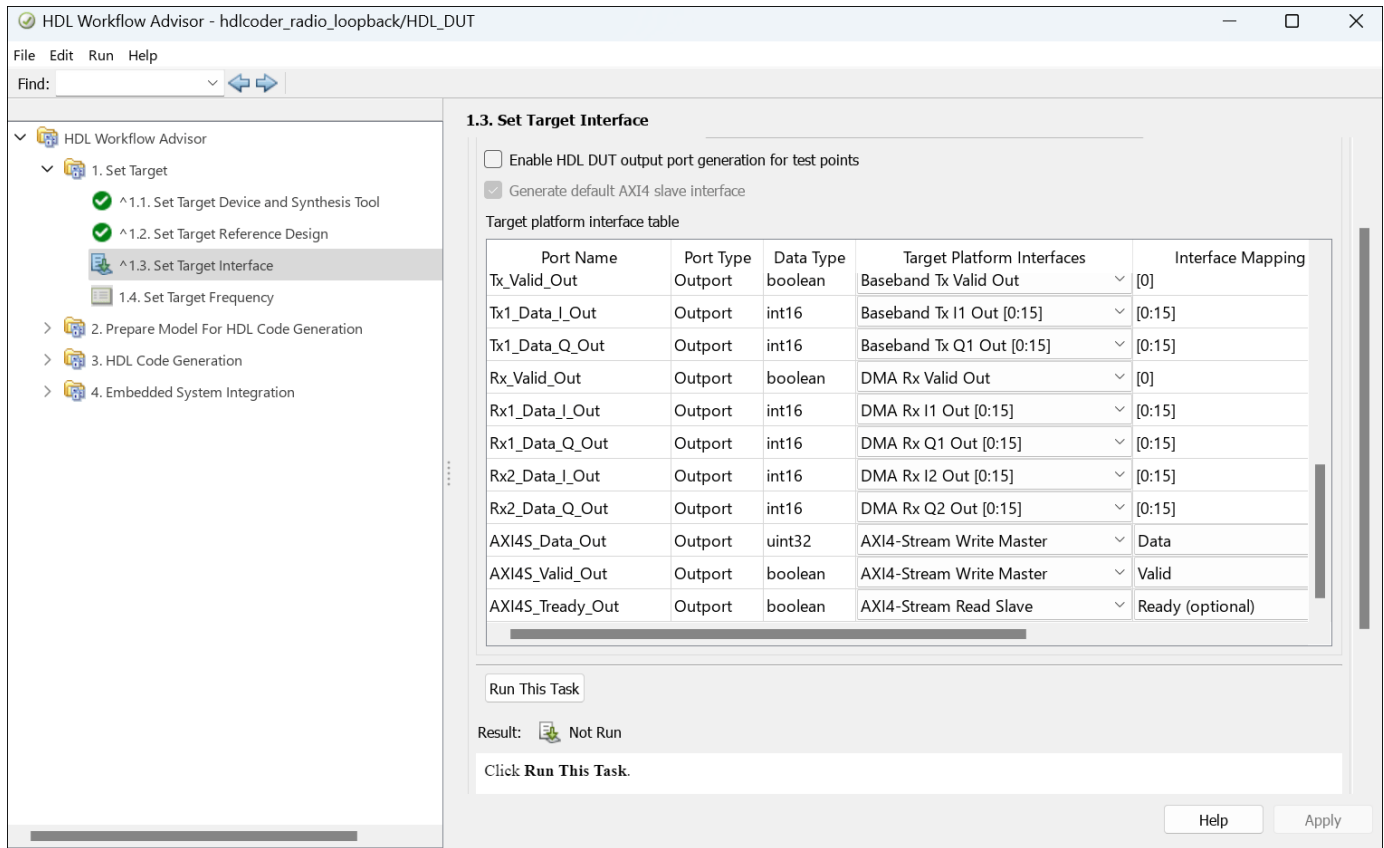 HDL Workflow Advisor - hdlcoder_radio_loopback/HDL_DUT
File Edit Run Help
Find:
HDL Workflow Advisor
1. Set Target
^1.1. Set Target Device and Synthesis Tool
^1.2. Set Target Reference Design
^1.3. Set Target Interface
1.4. Set Target Frequency
2. Prepare Model For HDL Code Generation
3. HDL Code Generation
4. Embedded System Integration
1.3. Set Target Interface
Enable HDL DUT output port generation for test points
Generate default AXI4 slave interface
Target platform interface table
Port Name Port Type Data Type Target Platform Interfaces Interface Mapping
Tx_Valid_Out Outport boolean Baseband Tx Valid Out [0]
Tx1_Data_I_Out Outport int16 Baseband Tx I1 Out [0:15] [0:15]
Tx1_Data_Q_Out Outport int16 Baseband Tx Q1 Out [0:15] [0:15]
Rx_Valid_Out Outport boolean DMA Rx Valid Out [0]
Rx1_Data_I_Out Outport int16 DMA Rx I1 Out [0:15] [0:15]
Rx1_Data_Q_Out Outport int16 DMA Rx Q1 Out [0:15] [0:15]
Rx2_Data_I_Out Outport int16 DMA Rx I2 Out [0:15] [0:15]
Rx2_Data_Q_Out Outport int16 DMA Rx Q2 Out [0:15] [0:15]
AXI4S_Data_Out Outport uint32 AXI4-Stream Write Master Data
AXI4S_Valid_Out Outport boolean AXI4-Stream Write Master Valid
AXI4S_Tready_Out Outport boolean AXI4-Stream Read Slave Ready (optional)
Run This Task
Result: Not Run
Click Run This Task.
Help Apply